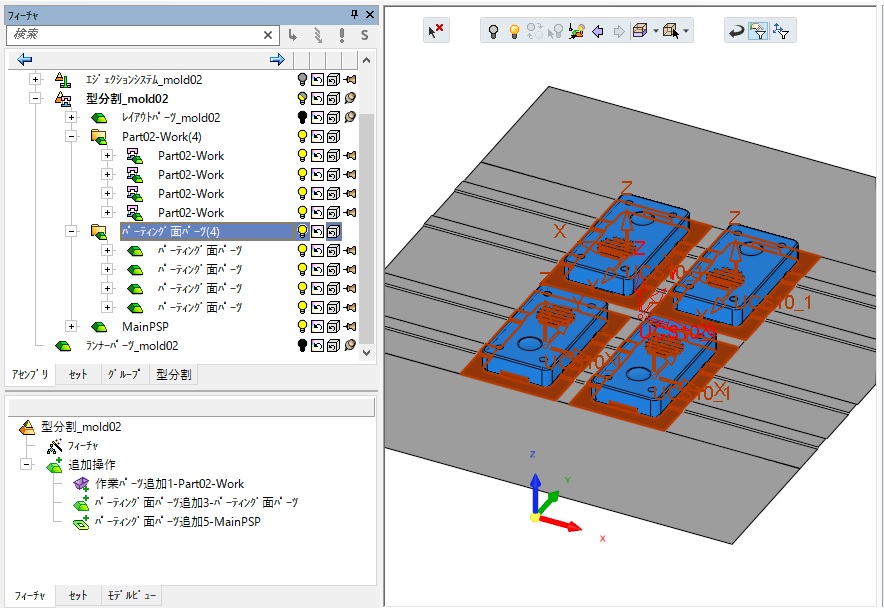 フィーチャ
検索
S
エジェクションシステム_mold02
型分割_mold02
レイアウトパーツ_mold02
Part02-Work(4)
Part02-Work
Part02-Work
Part02-Work
Part02-Work
パーティング面パーツ(4)
パーティング面パーツ
パーティング面パーツ
パーティング面パーツ
パーティング面パーツ
MainPSP
ランナーパーツ_mold02
アセンブリ
セット
グループ
型分割
型分割_mold02
フィーチャ
追加操作
作業パーツ追加1-Part02-Work
パーティング面パーツ追加3-パーティング面パーツ
パーティング面パーツ追加5-MainPSP
フィーチャ
セット
モデルビュー
Z
Z
X
Z
Z
Y
X